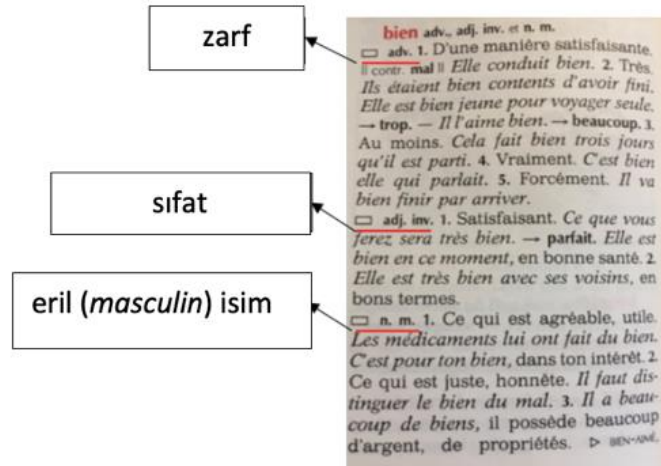 zarf
sıfat
eril (masculin) isim
bien adv., adj. inv. et n. m.
▭ adv. 1. D'une manière satisfaisante.
|| contr. mal || Elle conduit bien. 2. Très.
Ils étaient bien contents d'avoir fini.
Elle est bien jeune pour voyager seule.
→ trop. — Il l'aime bien. → beaucoup. 3.
Au moins. Cela fait bien trois jours
qu'il est parti. 4. Vraiment. C'est bien
elle qui parlait. 5. Forcément. Il va
bien finir par arriver.
▭ adj. inv. 1. Satisfaisant. Ce que vous
ferez sera très bien. → parfait. Elle est
bien en ce moment, en bonne santé. 2.
Elle est très bien avec ses voisins, en
bons termes.
▭ n. m. 1. Ce qui est agréable, utile.
Les médicaments lui ont fait du bien.
C'est pour ton bien, dans ton intérêt. 2.
Ce qui est juste, honnête. Il faut dis-
tinguer le bien du mal. 3. Il a beau-
coup de biens, il possède beaucoup
d'argent, de propriétés. ▷ BIEN-AIMÉ,